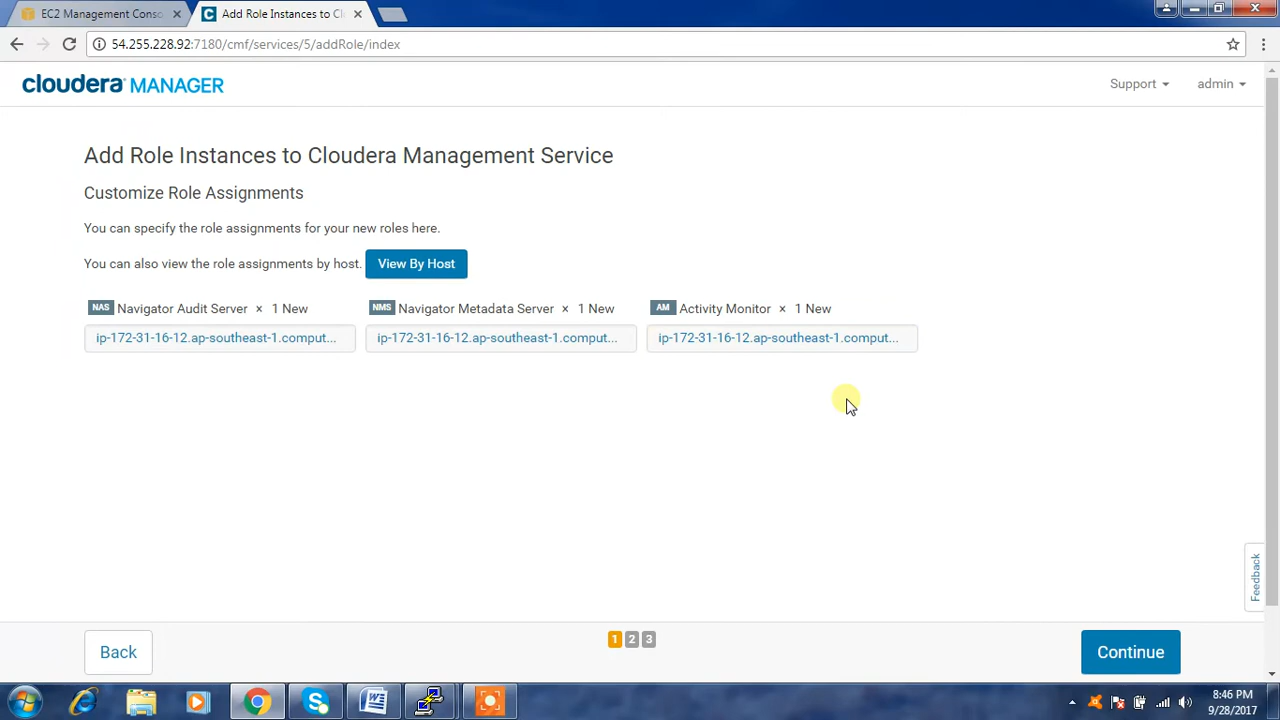 EC2 Management Conso
Add Role Instances to Cl
54.255.228.92:7180/cmf/services/5/addRole/index
cloudera MANAGER
Support
admin
Add Role Instances to Cloudera Management Service
Customize Role Assignments
You can specify the role assignments for your new roles here.
You can also view the role assignments by host. View By Host
NAS Navigator Audit Server × 1 New
NMS Navigator Metadata Server × 1 New
AM Activity Monitor × 1 New
ip-172-31-16-12.ap-southeast-1.comput...
ip-172-31-16-12.ap-southeast-1.comput...
ip-172-31-16-12.ap-southeast-1.comput...
Feedback
Back
1 2 3
Continue
8:46 PM
9/28/2017